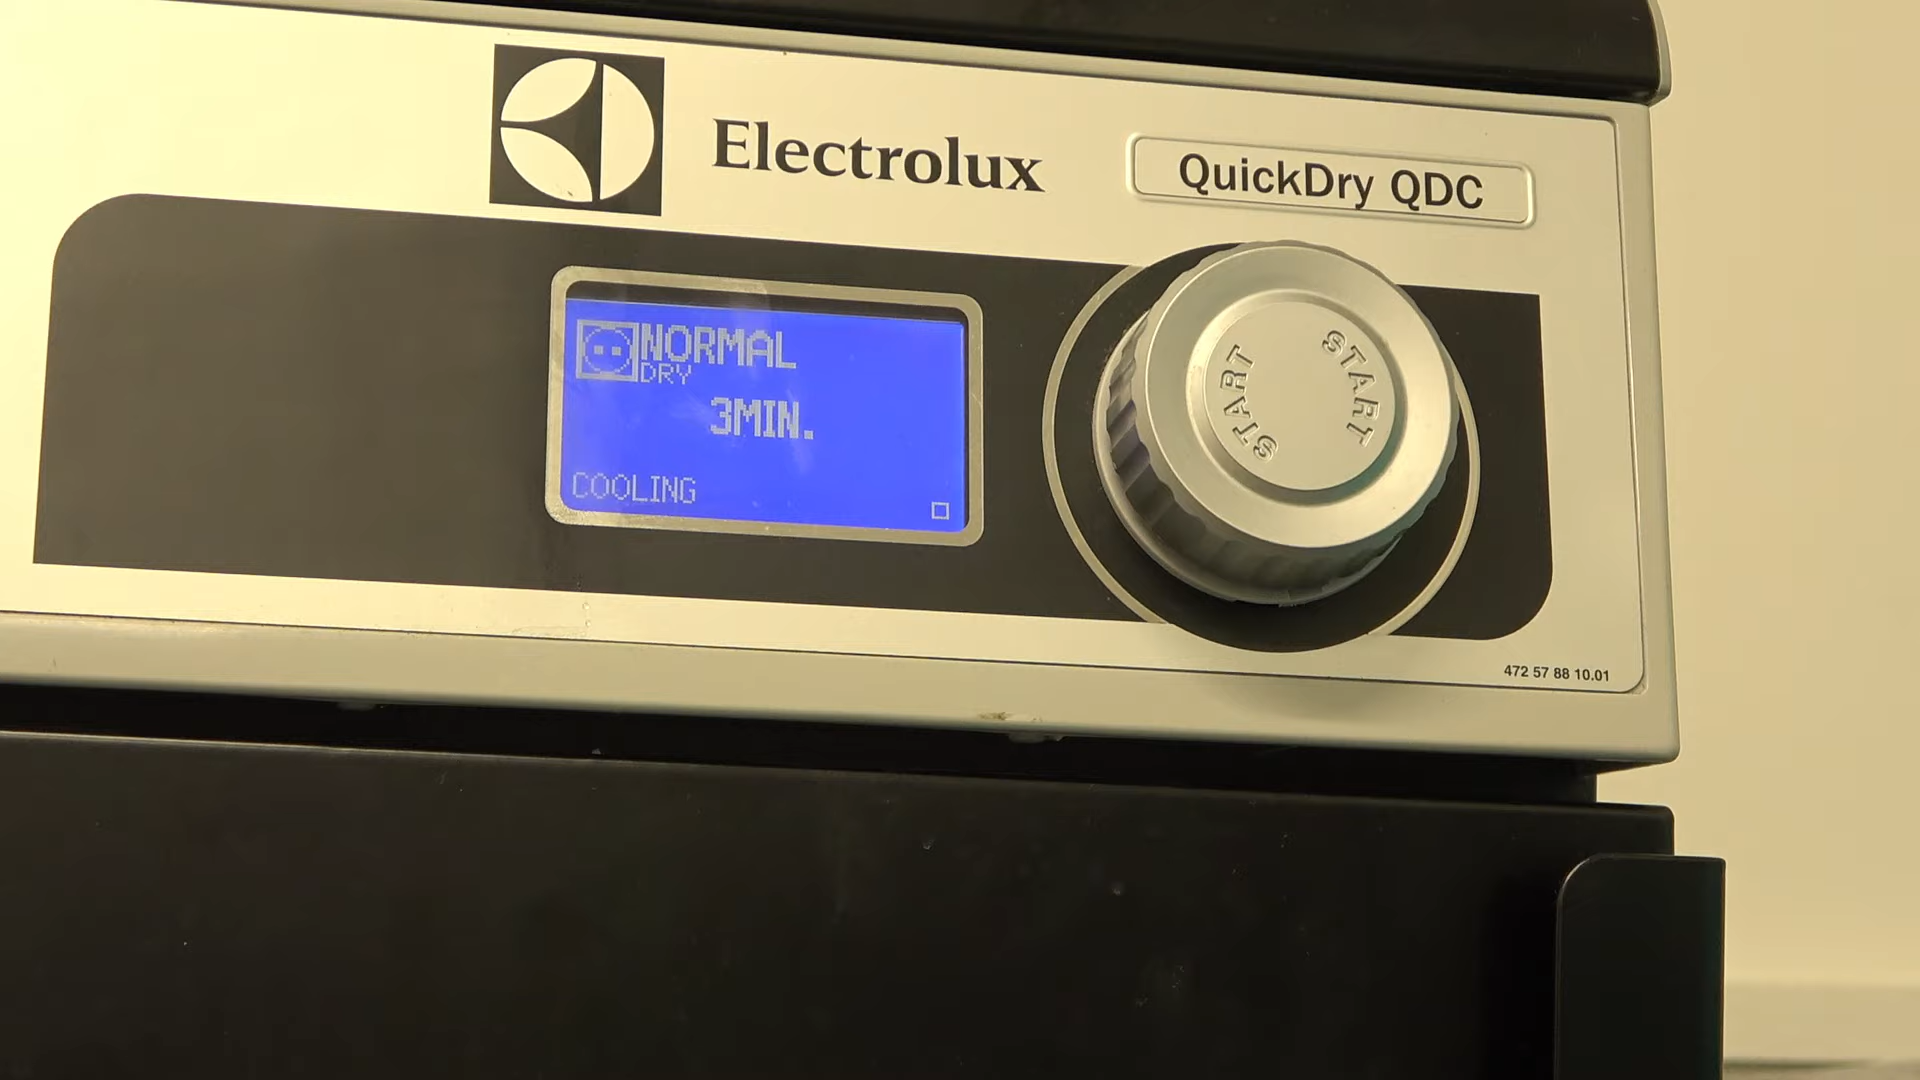 Electrolux
QuickDry QDC
NORMAL
DRY
3MIN.
COOLING
START
START
472 57 88 10.01